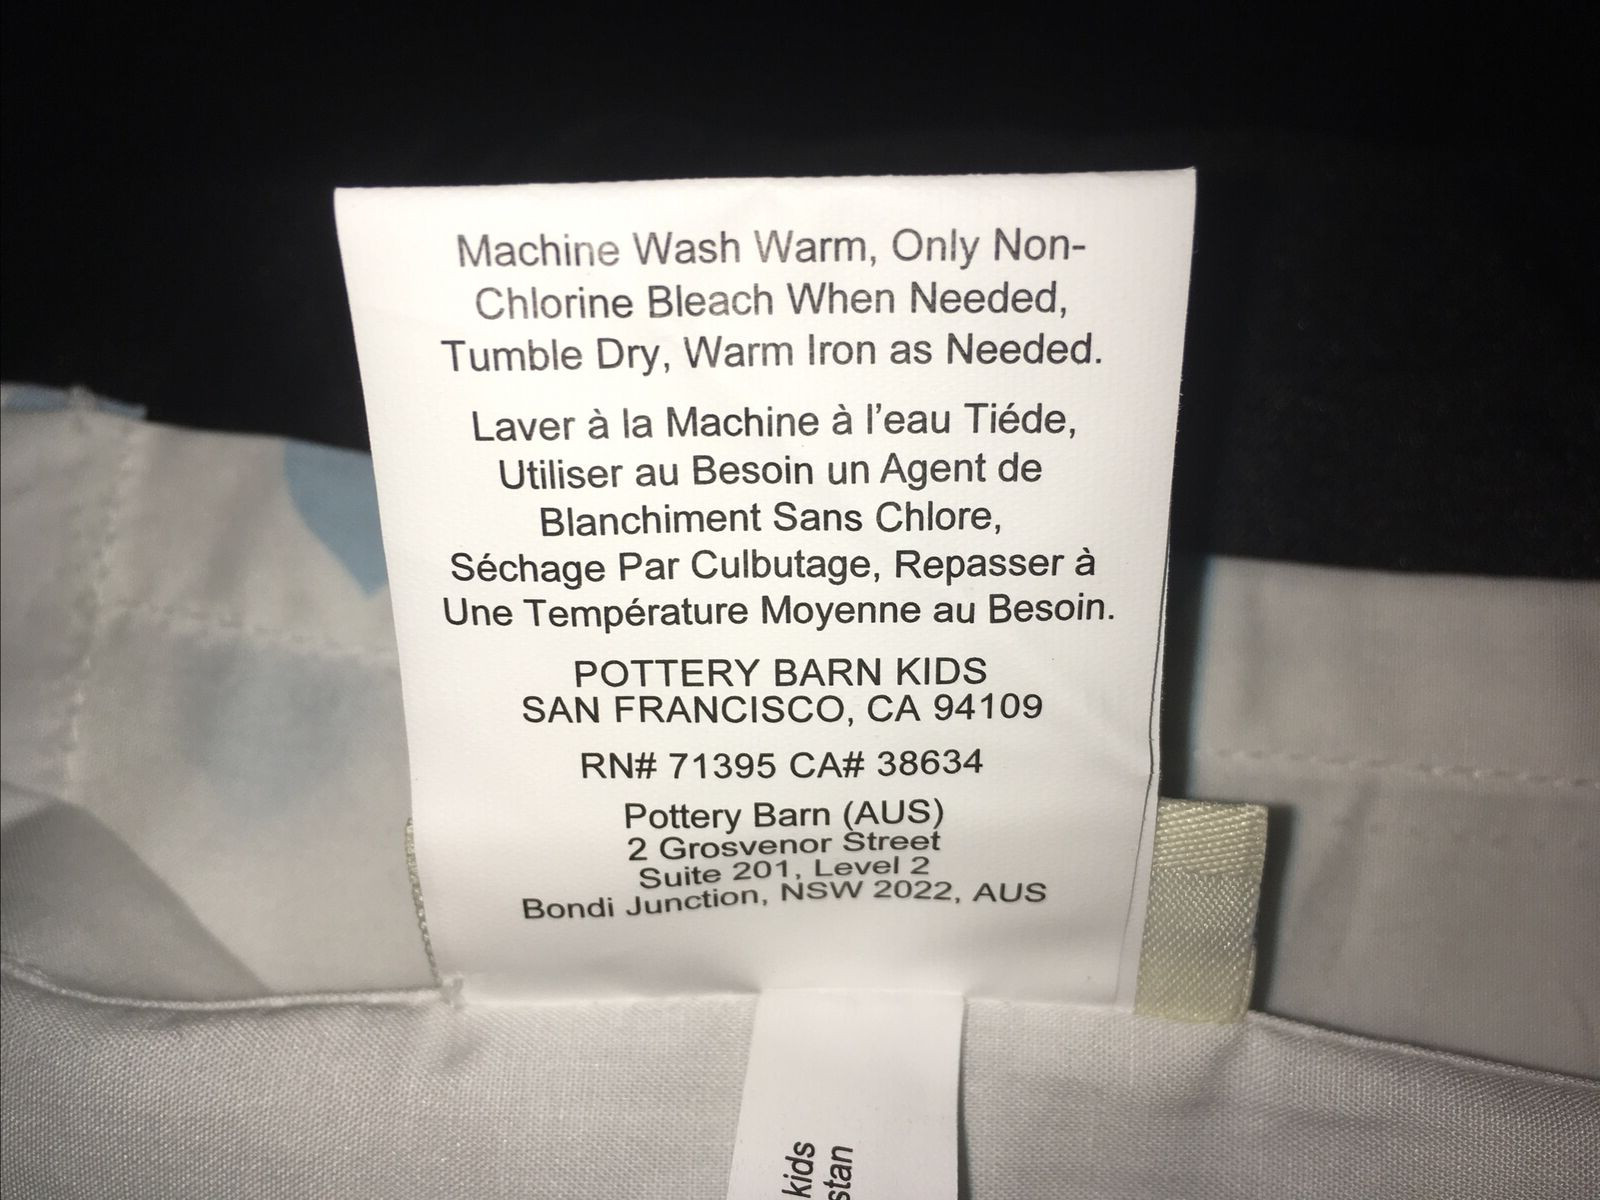 Machine Wash Warm, Only Non-
Chlorine Bleach When Needed,
Tumble Dry, Warm Iron as Needed.
Laver à la Machine à l'eau Tiéde,
Utiliser au Besoin un Agent de
Blanchiment Sans Chlore,
Séchage Par Culbutage, Repasser à
Une Température Moyenne au Besoin.
POTTERY BARN KIDS
SAN FRANCISCO, CA 94109
RN# 71395 CA# 38634
Pottery Barn (AUS)
2 Grosvenor Street
Suite 201, Level 2
Bondi Junction, NSW 2022, AUS
kids
stan